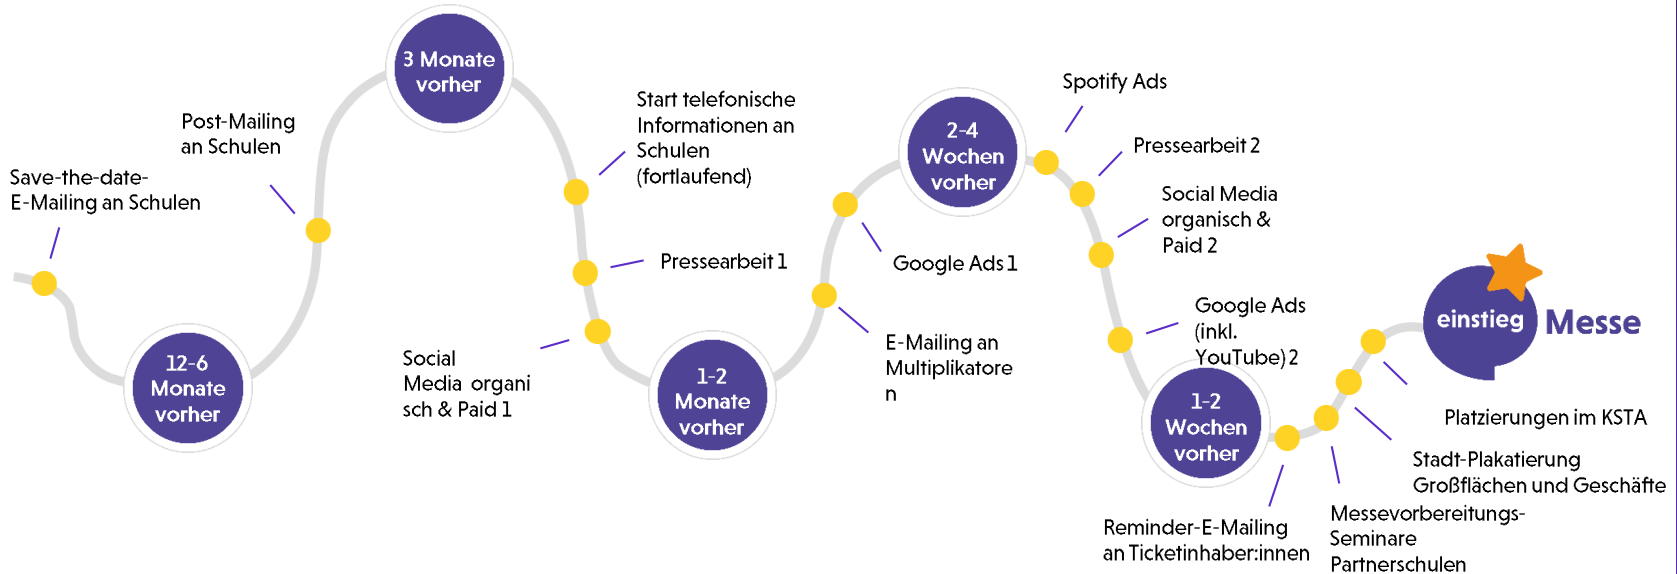 Save-the-date-
E-Mailing an Schulen
12-6
Monate
vorher
Post-Mailing
an Schulen
3 Monate
vorher
Start telefonische
Informationen an
Schulen
(fortlaufend)
Pressearbeit 1
Social
Media organi
sch & Paid 1
1-2
Monate
vorher
E-Mailing an
Multiplikatore
n
Google Ads 1
2-4
Wochen
vorher
Spotify Ads
Pressearbeit 2
Social Media
organisch &
Paid 2
Google Ads
(inkl.
YouTube) 2
1-2
Wochen
vorher
Reminder-E-Mailing
an Ticketinhaber:innen
Messevorbereitungs-
Seminare
Partnerschulen
Stadt-Plakatierung
Großflächen und Geschäfte
Platzierungen im KSTA
einstieg Messe